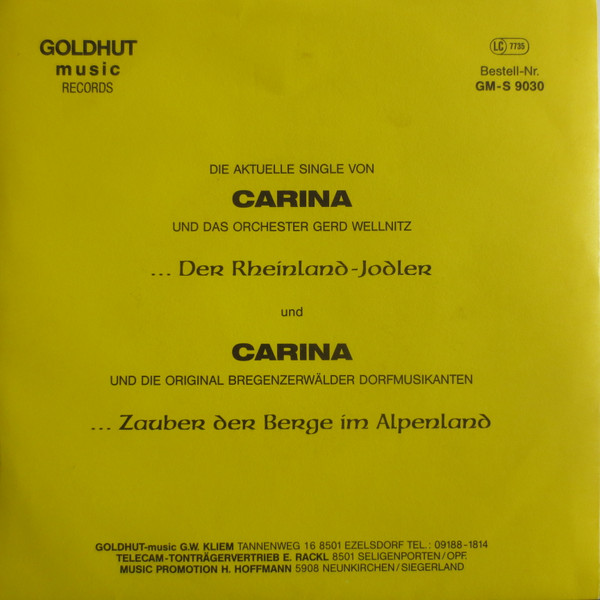 GOLDHUT
music
RECORDS
LC 7735
Bestell-Nr.
GM-S 9030
DIE AKTUELLE SINGLE VON
CARINA
UND DAS ORCHESTER GERD WELLNITZ
... Der Rheinland-Jodler
und
CARINA
UND DIE ORIGINAL BREGENZERWÄLDER DORFMUSIKANTEN
... Zauber der Berge im Alpenland
GOLDHUT-music G.W. KLIEM TANNENWEG 16 8501 EZELSDORF TEL.: 09188-1814
TELECAM-TONTRÄGERVERTRIEB E. RACKL 8501 SELIGENPORTEN/OPF.
MUSIC PROMOTION H. HOFFMANN 5908 NEUNKIRCHEN/SIEGERLAND